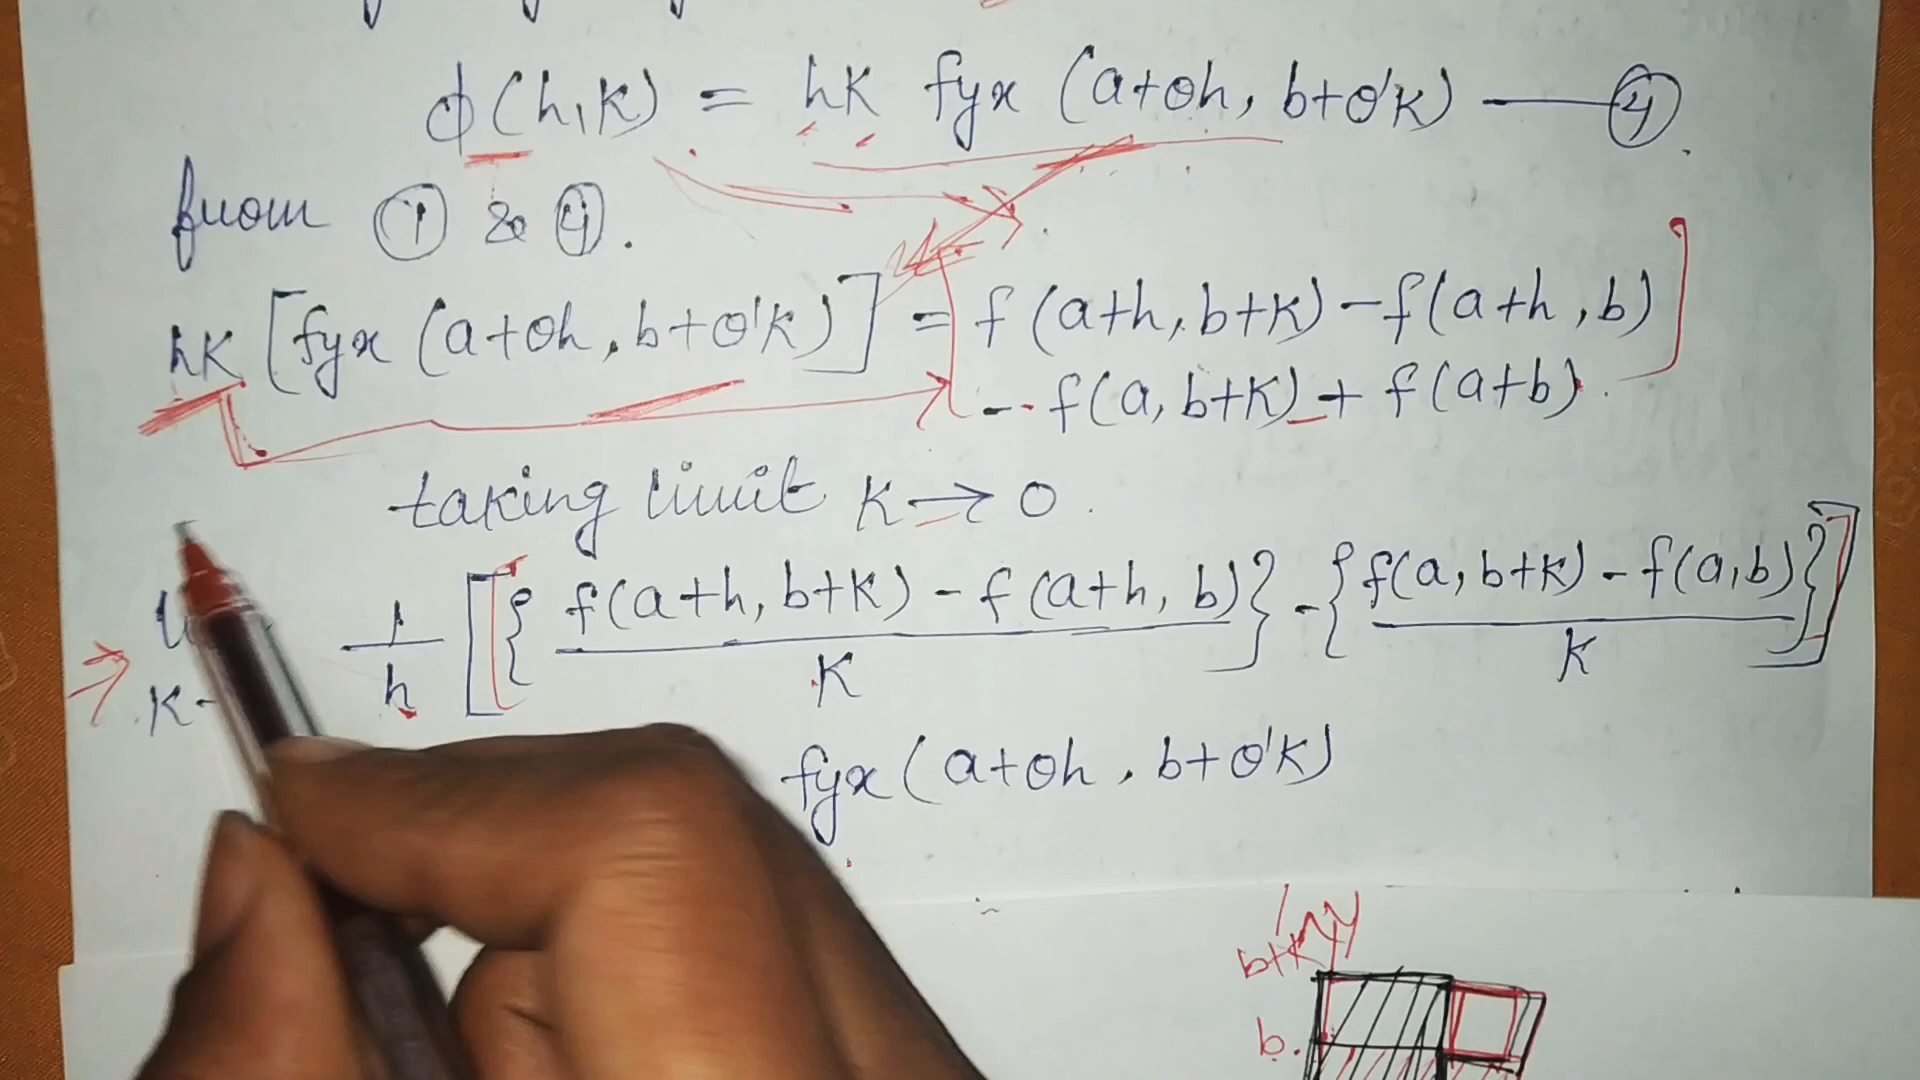 ϕ(h,k) = hk fyx (a+θh, b+θ'k) — ④
from ① & ④.
hk [fyx (a+θh, b+θ'k)] = f(a+h, b+k) - f(a+h, b)
- f(a, b+k) + f(a+b).
taking limit k → 0.
⇒ k 1/h [{f(a+h, b+k) - f(a+h, b)}/k - {f(a, b+k) - f(a,b)}/k]
fyx (a+θh, b+θ'k)
b+k y
b.